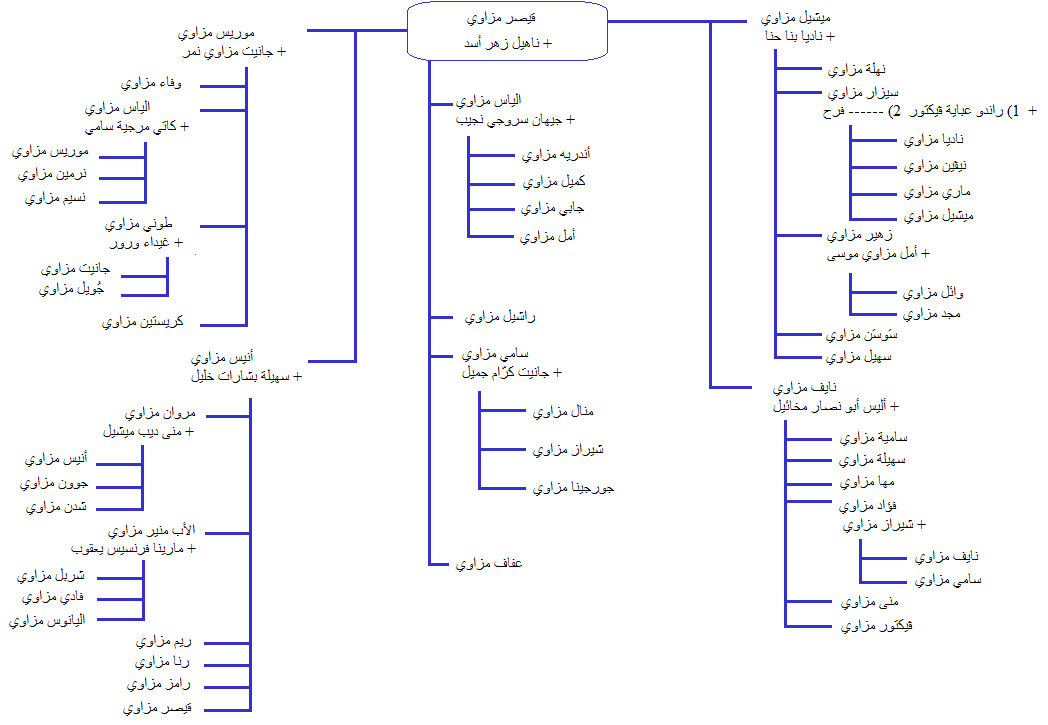 قيصر مزاوي
+ ناهيل زهر أسد
ميشيل مزاوي
+ ناديا بنا حنا
نهلة مزاوي
سيزار مزاوي
+ 1) راندو عباية ڤيكتور 2) ------ فرح
ناديا مزاوي
نيڤين مزاوي
ماري مزاوي
ميشيل مزاوي
زهير مزاوي
+ أمل مزاوي موسى
وائل مزاوي
مجد مزاوي
سَوسَن مزاوي
سهيل مزاوي
نايف مزاوي
+ أليس أبو نصار مخائيل
سامية مزاوي
سهيلة مزاوي
مها مزاوي
فؤاد مزاوي
+ شيراز مزاوي
نايف مزاوي
سامي مزاوي
منى مزاوي
ڤيكتور مزاوي
الياس مزاوي
+ جيهان سروجي نجيب
أندريه مزاوي
كميل مزاوي
جابي مزاوي
أمل مزاوي
راشيل مزاوي
سامي مزاوي
+ جانيت كرّام جميل
منال مزاوي
شيراز مزاوي
جورجينا مزاوي
عفاف مزاوي
موريس مزاوي
+ جانيت مزاوي نمر
وفاء مزاوي
الياس مزاوي
+ كاتي مرجية سامي
موريس مزاوي
نرمين مزاوي
نسيم مزاوي
طوني مزاوي
+ غيداء ورور
جانيت مزاوي
جُويل مزاوي
كريستين مزاوي
أنيس مزاوي
+ سهيلة بشارات خليل
مروان مزاوي
+ منى ديب ميشيل
أنيس مزاوي
جوون مزاوي
شدن مزاوي
الأب منير مزاوي
+ مارينا فرنسيس يعقوب
شربل مزاوي
فادي مزاوي
اليانوس مزاوي
ريم مزاوي
رنا مزاوي
رامز مزاوي
قيصر مزاوي